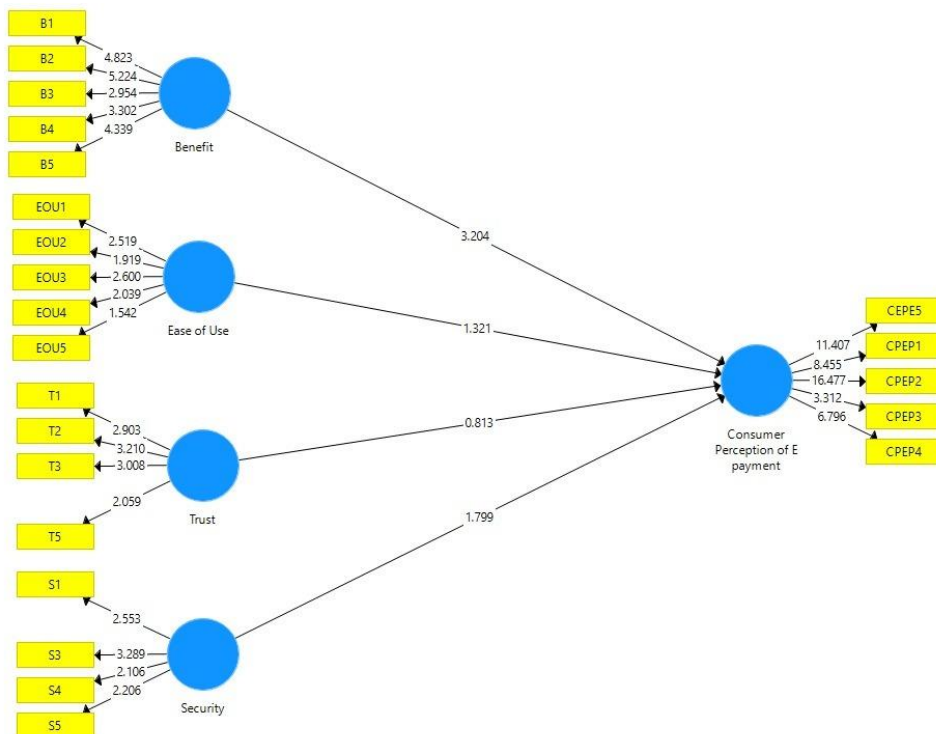 B1
B2
B3
B4
B5
4.823
5.224
2.954
3.302
4.339
Benefit
3.204
EOU1
EOU2
EOU3
EOU4
EOU5
2.519
1.919
2.600
2.039
1.542
Ease of Use
1.321
T1
T2
T3
T5
2.903
3.210
3.008
2.059
Trust
0.813
S1
S3
S4
S5
2.553
3.289
2.106
2.206
Security
1.799
Consumer
Perception of E
payment
11.407
8.455
16.477
3.312
6.796
CEPE5
CPEP1
CPEP2
CPEP3
CPEP4